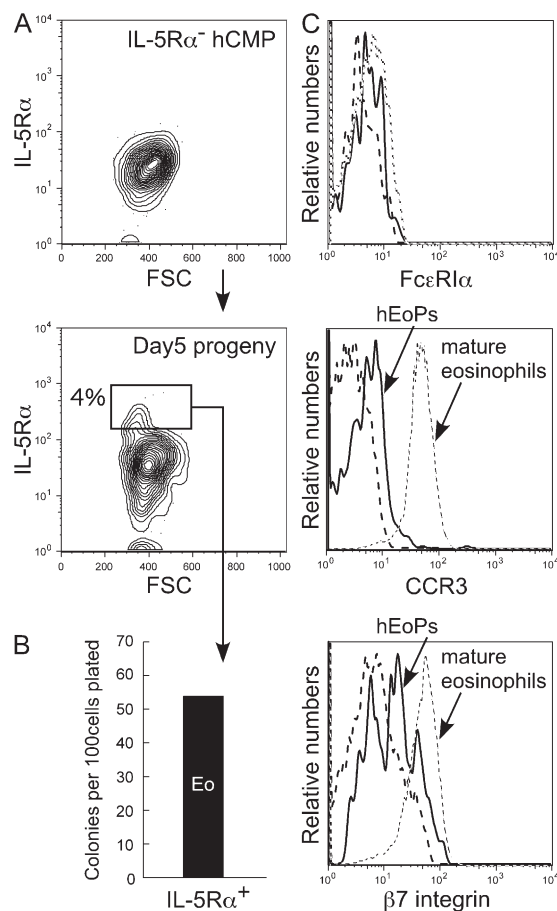 A
IL-5Rα⁻ hCMP
IL-5Rα
10⁴
10³
10²
10¹
10⁰
0 200 400 600 800 1000
FSC
Day5 progeny
4%
IL-5Rα
10⁴
10³
10²
10¹
10⁰
0 200 400 600 800 1000
FSC
B
Colonies per 100cells plated
70
60
50
40
30
20
10
0
Eo
IL-5Rα⁺
C
Relative numbers
10⁰ 10¹ 10² 10³ 10⁴
FcεRIα
hEoPs
mature
eosinophils
Relative numbers
10⁰ 10¹ 10² 10³ 10⁴
CCR3
hEoPs
mature
eosinophils
Relative numbers
10⁰ 10¹ 10² 10³ 10⁴
β7 integrin